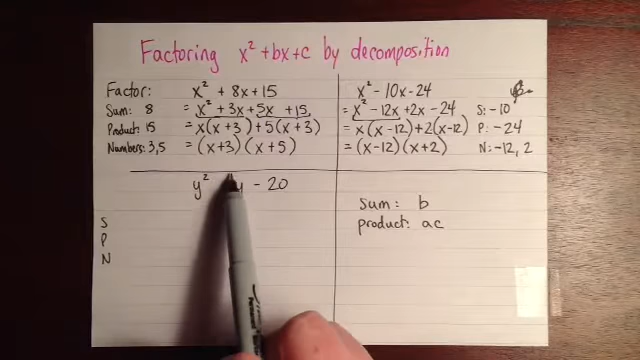 Factoring x² + bx + c by decomposition
Factor: x² + 8x + 15
Sum: 8 = x² + 3x + 5x + 15
Product: 15 = x(x+3) + 5(x+3)
Numbers: 3,5 = (x+3)(x+5)
x² - 10x - 24
= x² - 12x + 2x - 24 S: -10
= x(x-12) + 2(x-12) P: -24
= (x-12)(x+2) N: -12, 2
y² y - 20
S
P
N
Sum: b
product: ac